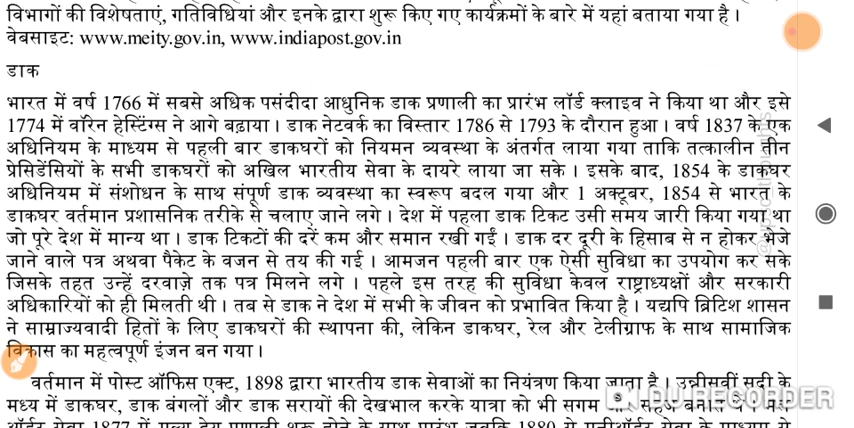 विभागों की विशेषताएं, गतिविधियां और इनके द्वारा शुरू किए गए कार्यक्रमों के बारे में यहां बताया गया है ।
वेबसाइट: www.meity.gov.in, www.indiapost.gov.in
डाक
भारत में वर्ष 1766 में सबसे अधिक पसंदीदा आधुनिक डाक प्रणाली का प्रारंभ लॉर्ड क्लाइव ने किया था और इसे
1774 में वॉरेन हेस्टिंग्स ने आगे बढ़ाया । डाक नेटवर्क का विस्तार 1786 से 1793 के दौरान हुआ । वर्ष 1837 के एक
अधिनियम के माध्यम से पहली बार डाकघरों को नियमन व्यवस्था के अंतर्गत लाया गया ताकि तत्कालीन तीन
प्रेसिडेंसियों के सभी डाकघरों को अखिल भारतीय सेवा के दायरे लाया जा सके । इसके बाद, 1854 के डाकघर
अधिनियम में संशोधन के साथ संपूर्ण डाक व्यवस्था का स्वरूप बदल गया और 1 अक्टूबर, 1854 से भारत के
डाकघर वर्तमान प्रशासनिक तरीके से चलाए जाने लगे । देश में पहला डाक टिकट उसी समय जारी किया गया था
जो पूरे देश में मान्य था । डाक टिकटों की दरें कम और समान रखी गईं । डाक दर दूरी के हिसाब से न होकर भेजे
जाने वाले पत्र अथवा पैकेट के वजन से तय की गई । आमजन पहली बार एक ऐसी सुविधा का उपयोग कर सके
जिसके तहत उन्हें दरवाज़े तक पत्र मिलने लगे । पहले इस तरह की सुविधा केवल राष्ट्राध्यक्षों और सरकारी
अधिकारियों को ही मिलती थी । तब से डाक ने देश में सभी के जीवन को प्रभावित किया है । यद्यपि ब्रिटिश शासन
ने साम्राज्यवादी हितों के लिए डाकघरों की स्थापना की, लेकिन डाकघर, रेल और टेलीग्राफ के साथ सामाजिक
विकास का महत्वपूर्ण इंजन बन गया ।
वर्तमान में पोस्ट ऑफिस एक्ट, 1898 द्वारा भारतीय डाक सेवाओं का नियंत्रण किया जाता है । उन्नीसवीं सदी के
मध्य में डाकघर, डाक बंगलों और डाक सरायों की देखभाल करके यात्रा को भी सुगम
DU RECORDER